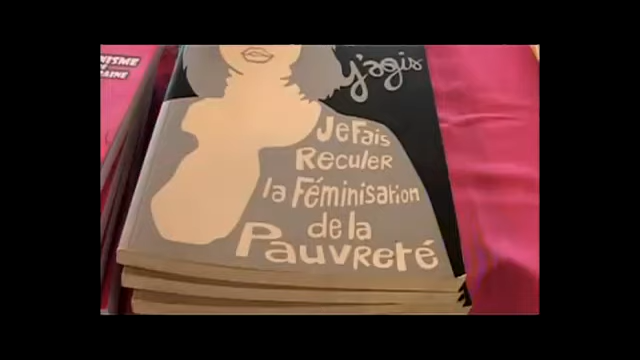 y'agis
Je Fais
Reculer
la Féminisation
de la
Pauvreté